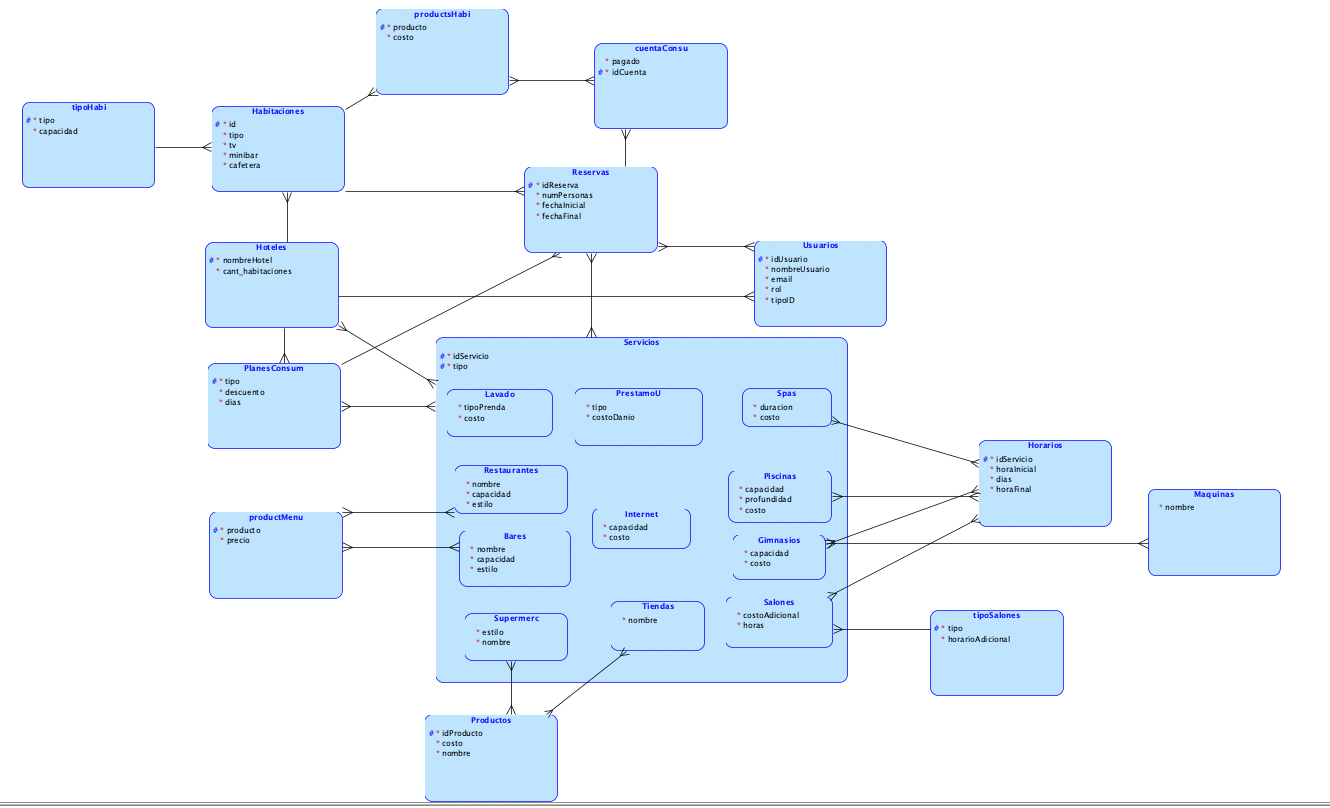 productsHabi
# * producto
* costo
cuentaConsu
* pagado
# * idCuenta
tipoHabi
# * tipo
* capacidad
Habitaciones
# * id
* tipo
* tv
* minibar
* cafetera
Reservas
# * idReserva
* numPersonas
* fechaInicial
* fechaFinal
Hoteles
# * nombreHotel
* cant_habitaciones
Usuarios
# * idUsuario
* nombreUsuario
* email
* rol
* tipoID
PlanesConsum
# * tipo
* descuento
* dias
Servicios
# * idServicio
# * tipo
Lavado
* tipoPrenda
* costo
PrestamoU
* tipo
* costoDanio
Spas
* duracion
* costo
Restaurantes
* nombre
* capacidad
* estilo
Piscinas
* capacidad
* profundidad
* costo
Horarios
# * idServicio
* horaInicial
* dias
* horaFinal
Maquinas
* nombre
productMenu
# * producto
* precio
Bares
* nombre
* capacidad
* estilo
Internet
* capacidad
* costo
Gimnasios
* capacidad
* costo
Supermerc
* estilo
* nombre
Tiendas
* nombre
Salones
* costoAdicional
* horas
tipoSalones
# * tipo
* horarioAdicional
Productos
# * idProducto
* costo
* nombre